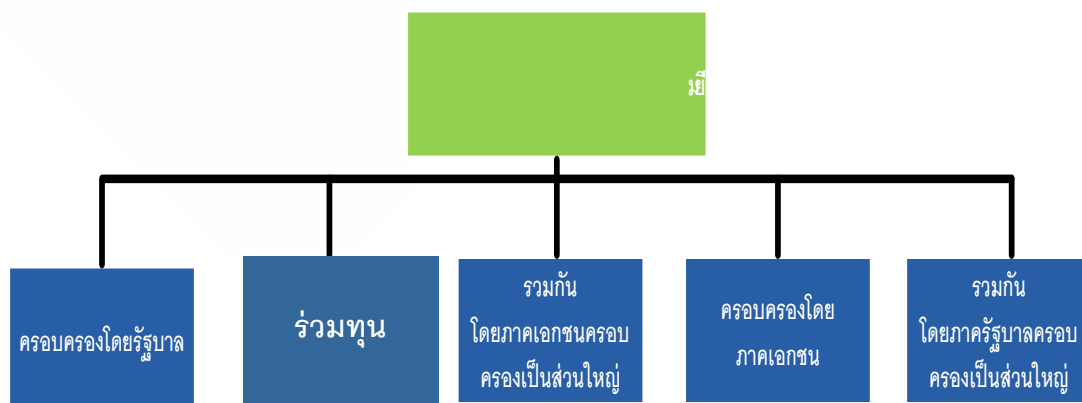 ครอบครองโดยรัฐบาล
ร่วมทุน
รวมกัน
โดยภาคเอกชนครอบ
ครองเป็นส่วนใหญ่
ครอบครองโดย
ภาคเอกชน
รวมกัน
โดยภาครัฐบาลครอบ
ครองเป็นส่วนใหญ่